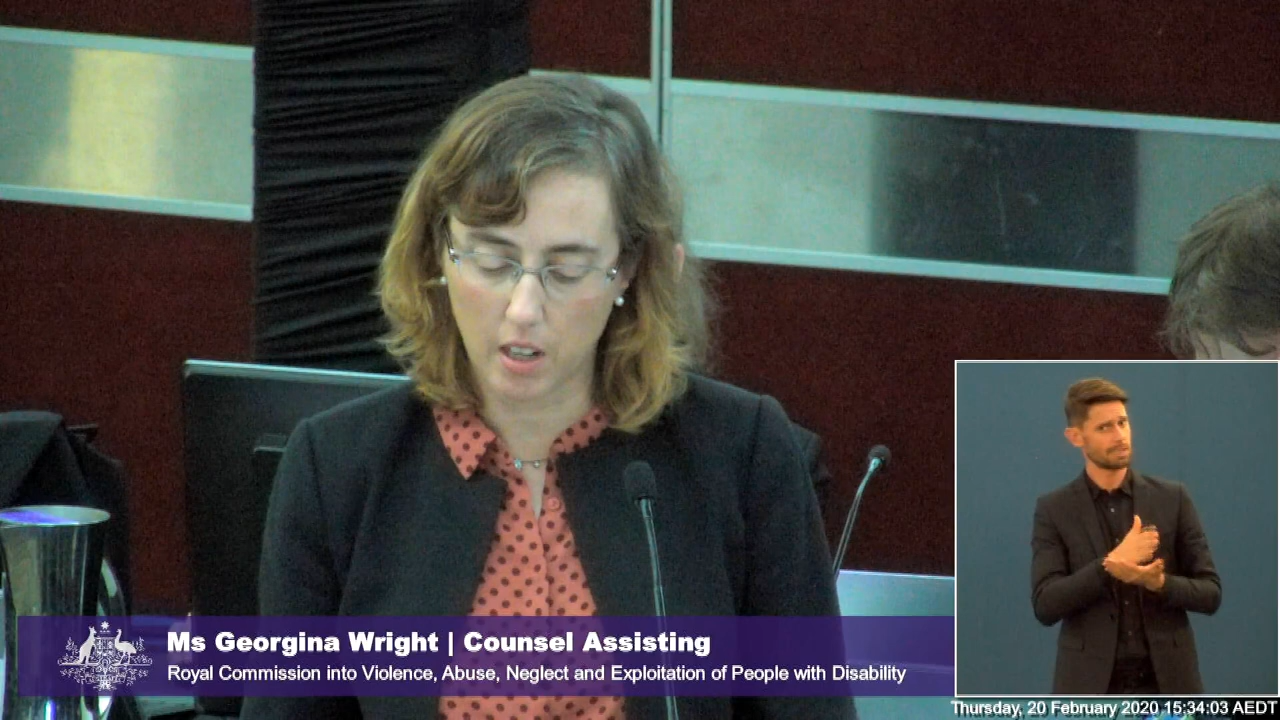 Ms Georgina Wright | Counsel Assisting
Royal Commission into Violence, Abuse, Neglect and Exploitation of People with Disability
Thursday, 20 February 2020 15:34:03 AEDT